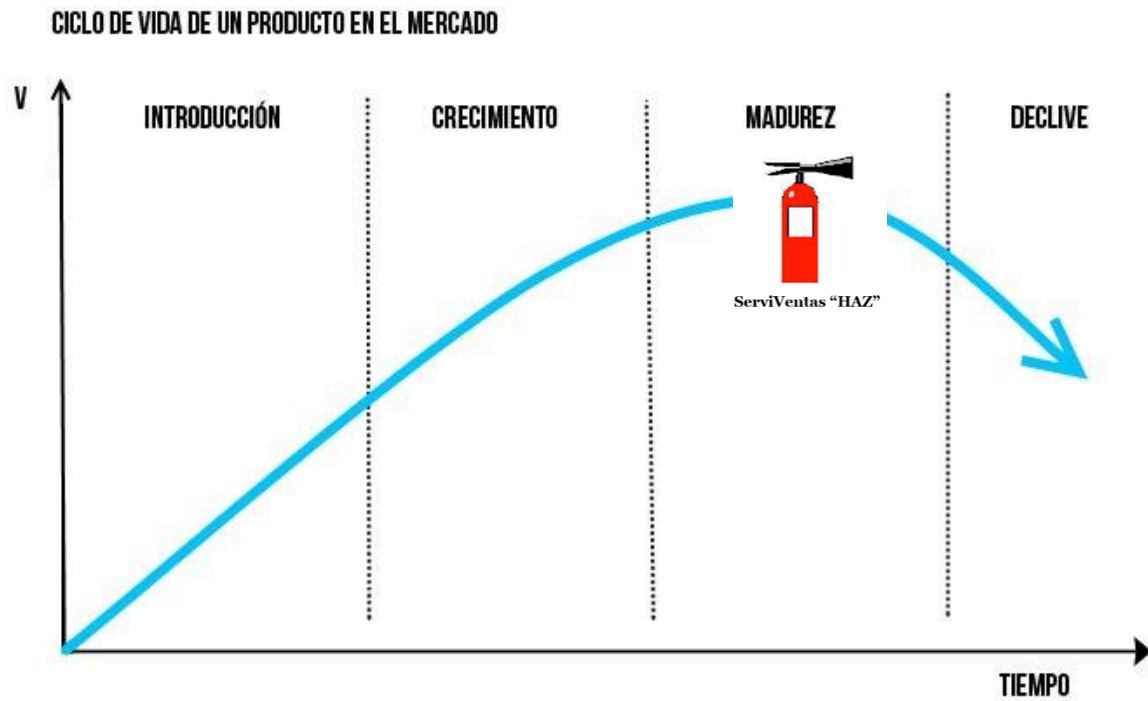 CICLO DE VIDA DE UN PRODUCTO EN EL MERCADO
V
INTRODUCCIÓN
CRECIMIENTO
MADUREZ
DECLIVE
ServiVentas “HAZ”
TIEMPO